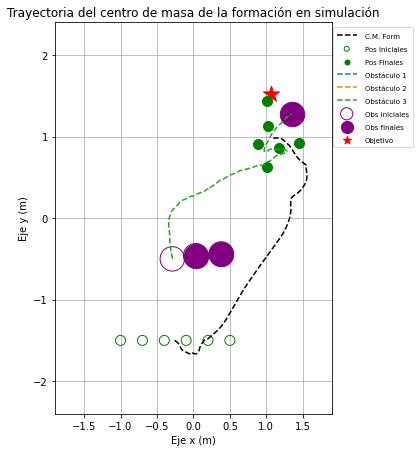 Trayectoria del centro de masa de la formación en simulación
C.M. Form
Pos Iniciales
Pos Finales
Obstáculo 1
Obstáculo 2
Obstáculo 3
Obs iniciales
Obs finales
Objetivo
Eje y (m)
2
1
0
−1
−2
−1.5
−1.0
−0.5
0.0
0.5
1.0
1.5
Eje x (m)